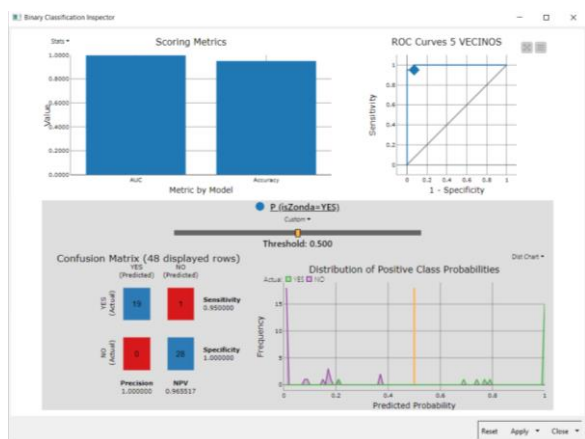 Binary Classification Inspector
Stats
Scoring Metrics
1.0000
0.8000
0.6000
0.4000
0.2000
0.0000
Value
AUC
Accuracy
Metric by Model
ROC Curves 5 VECINOS
1
0.8
0.6
0.4
0.2
0
Sensitivity
0 0.2 0.4 0.6 0.8 1
1 - Specificity
P (isZonda=YES)
Custom
Threshold: 0.500
Confusion Matrix (48 displayed rows)
YES (Predicted)
NO (Predicted)
YES (Actual)
19
1
Sensitivity
0.950000
NO (Actual)
0
28
Specificity
1.000000
Precision
1.000000
NPV
0.965517
Dist Chart
Distribution of Positive Class Probabilities
Actual YES NO
15
10
5
0
Frequency
0 0.2 0.4 0.6 0.8 1
Predicted Probability
Reset Apply Close